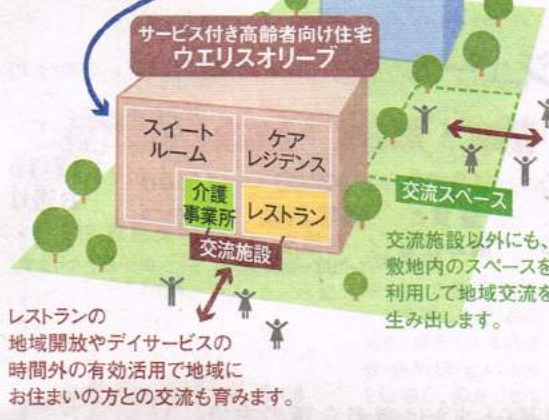 サービス付き高齢者向け住宅
ウエリスオリーブ
スイート
ルーム
ケア
レジデンス
介護
事業所
レストラン
交流施設
交流スペース
交流施設以外にも、
敷地内のスペースを
利用して地域交流を
生み出します。
レストランの
地域開放やデイサービスの
時間外の有効活用で地域に
お住まいの方との交流も育みます。